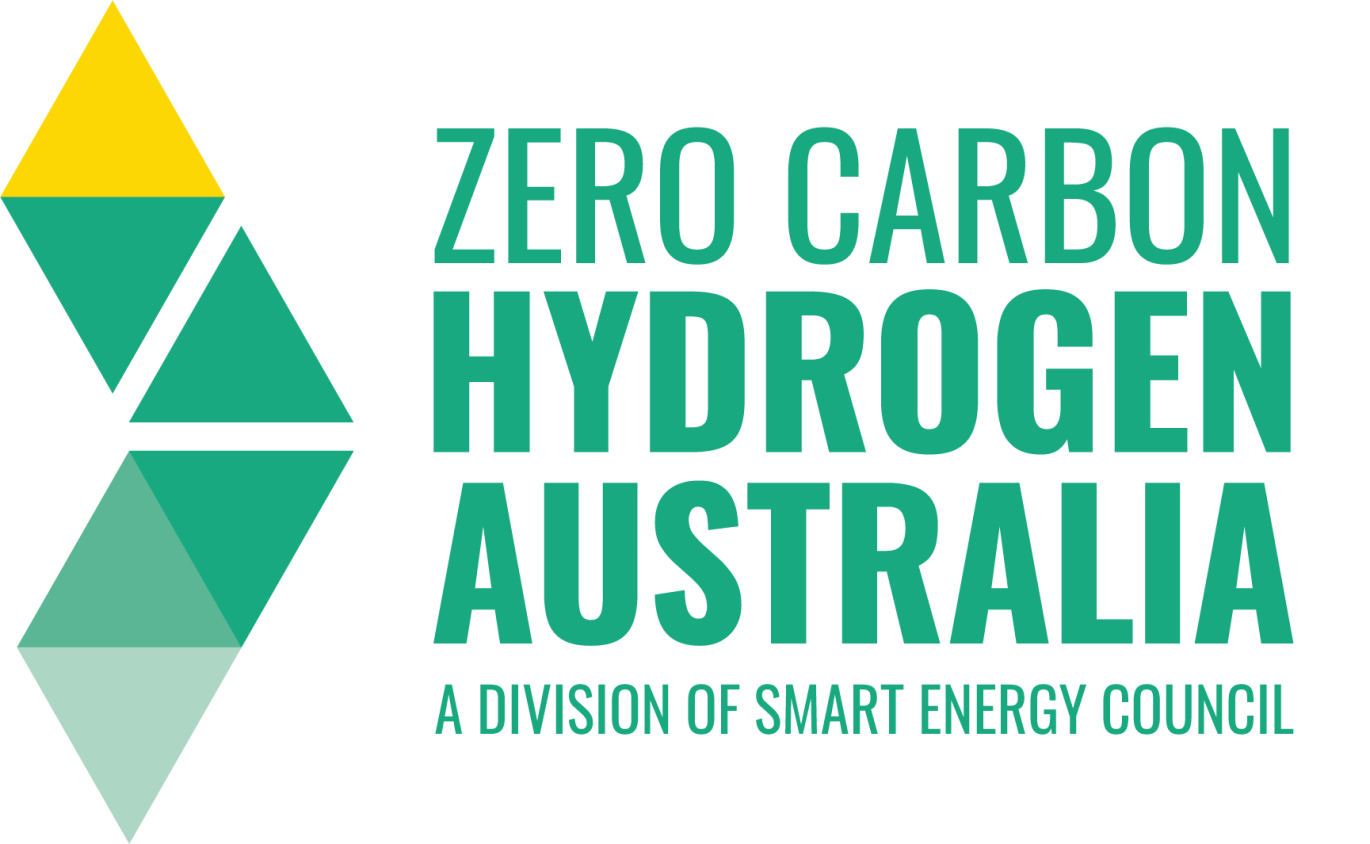 ZERO CARBON
HYDROGEN
AUSTRALIA
A DIVISION OF SMART ENERGY COUNCIL